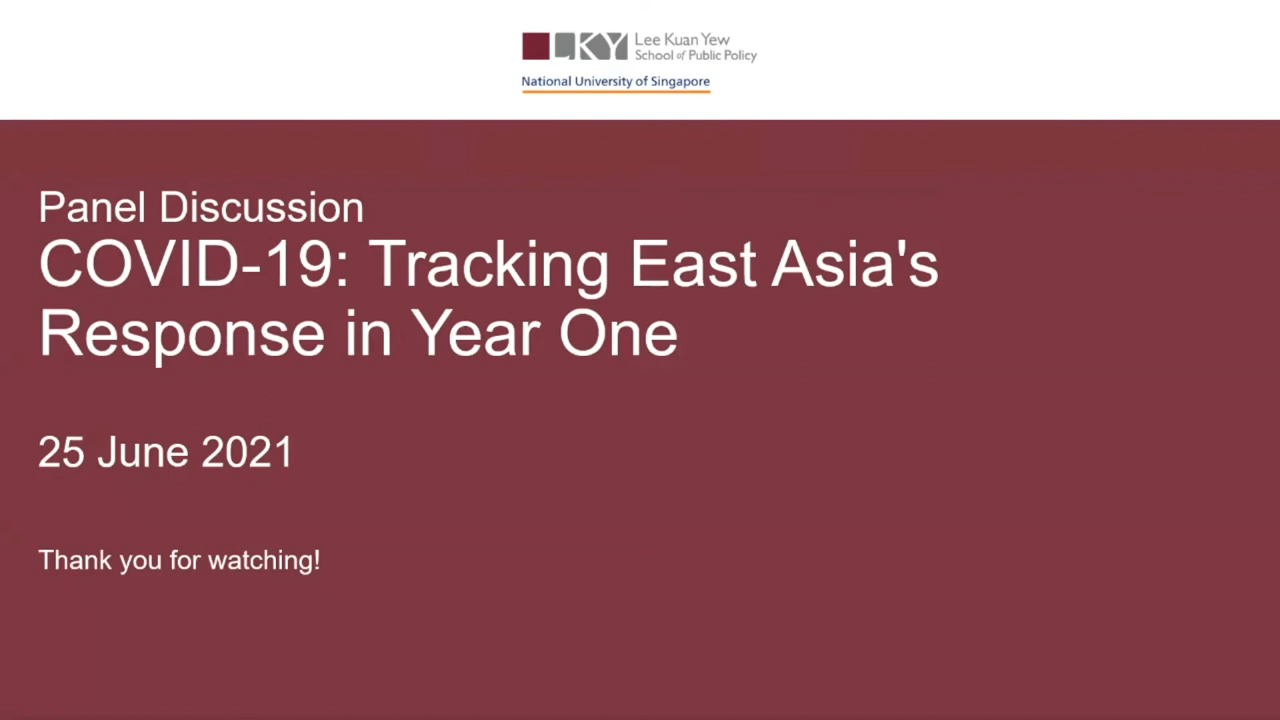 LKY Lee Kuan Yew
School of Public Policy
National University of Singapore
Panel Discussion
COVID-19: Tracking East Asia's
Response in Year One
25 June 2021
Thank you for watching!